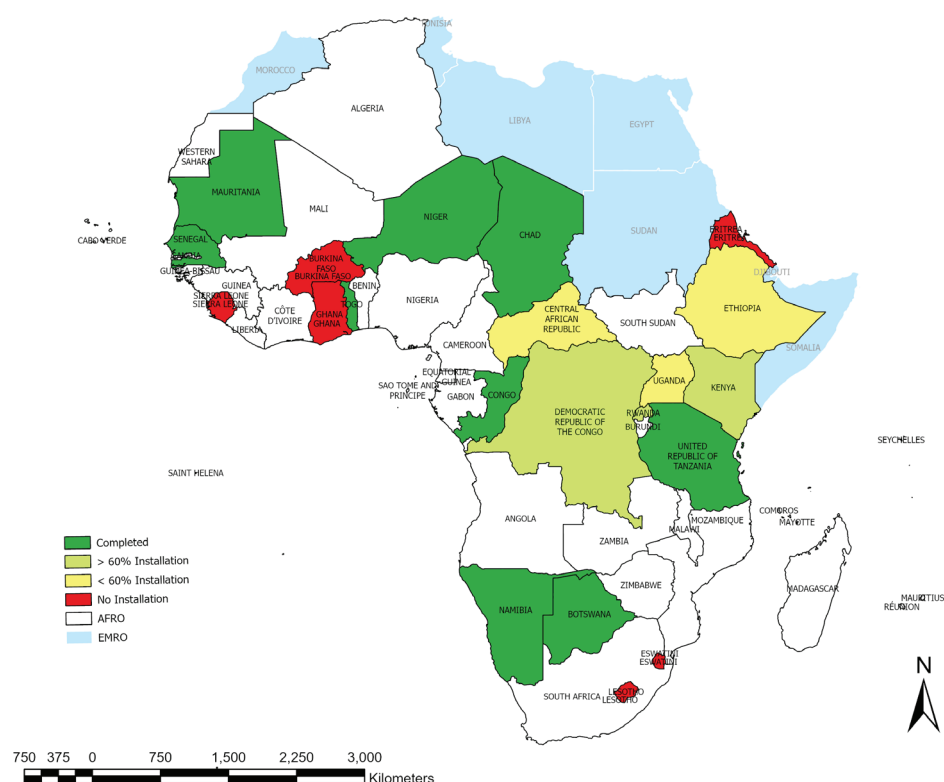 TUNISIA
MOROCCO
ALGERIA
LIBYA
EGYPT
WESTERN
SAHARA
MAURITANIA
MALI
NIGER
CHAD
SUDAN
ERITREA
ERITREA
CABO VERDE
SENEGAL
GUINEA-BISSAU
GUINEA
SIERRA LEONE
SIERRA LEONE
LIBERIA
CÔTE
D'IVOIRE
BURKINA
FASO
BURKINA FASO
GHANA
GHANA
TOGO
BENIN
NIGERIA
DJIBOUTI
ETHIOPIA
SOMALIA
SOUTH SUDAN
CENTRAL
AFRICAN
REPUBLIC
CAMEROON
EQUATORIAL
GUINEA
SAO TOME AND
PRINCIPE
GABON
CONGO
DEMOCRATIC
REPUBLIC OF
THE CONGO
UGANDA
KENYA
RWANDA
BURUNDI
UNITED
REPUBLIC OF
TANZANIA
SEYCHELLES
SAINT HELENA
ANGOLA
ZAMBIA
MALAWI
MOZAMBIQUE
COMOROS
MAYOTTE
ZIMBABWE
MADAGASCAR
MAURITIUS
RÉUNION
NAMIBIA
BOTSWANA
ESWATINI
ESWATINI
LESOTHO
LESOTHO
SOUTH AFRICA
Completed
> 60% Installation
< 60% Installation
No Installation
AFRO
EMRO
N
750 375 0 750 1,500 2,250 3,000
Kilometers